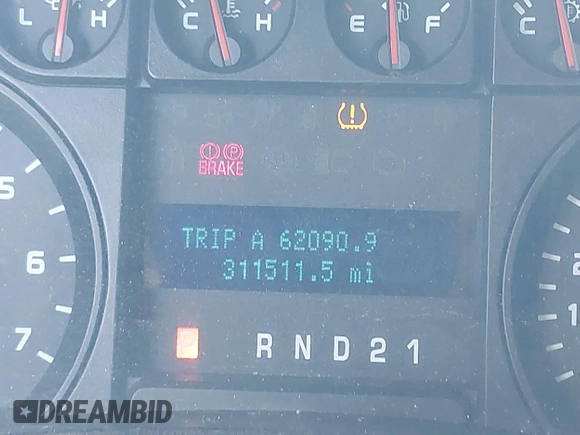 L H C H E F C
BRAKE
5
TRIP A 62090.9
6
311511.5 mi
7
P R N D 2 1
DREAMBID